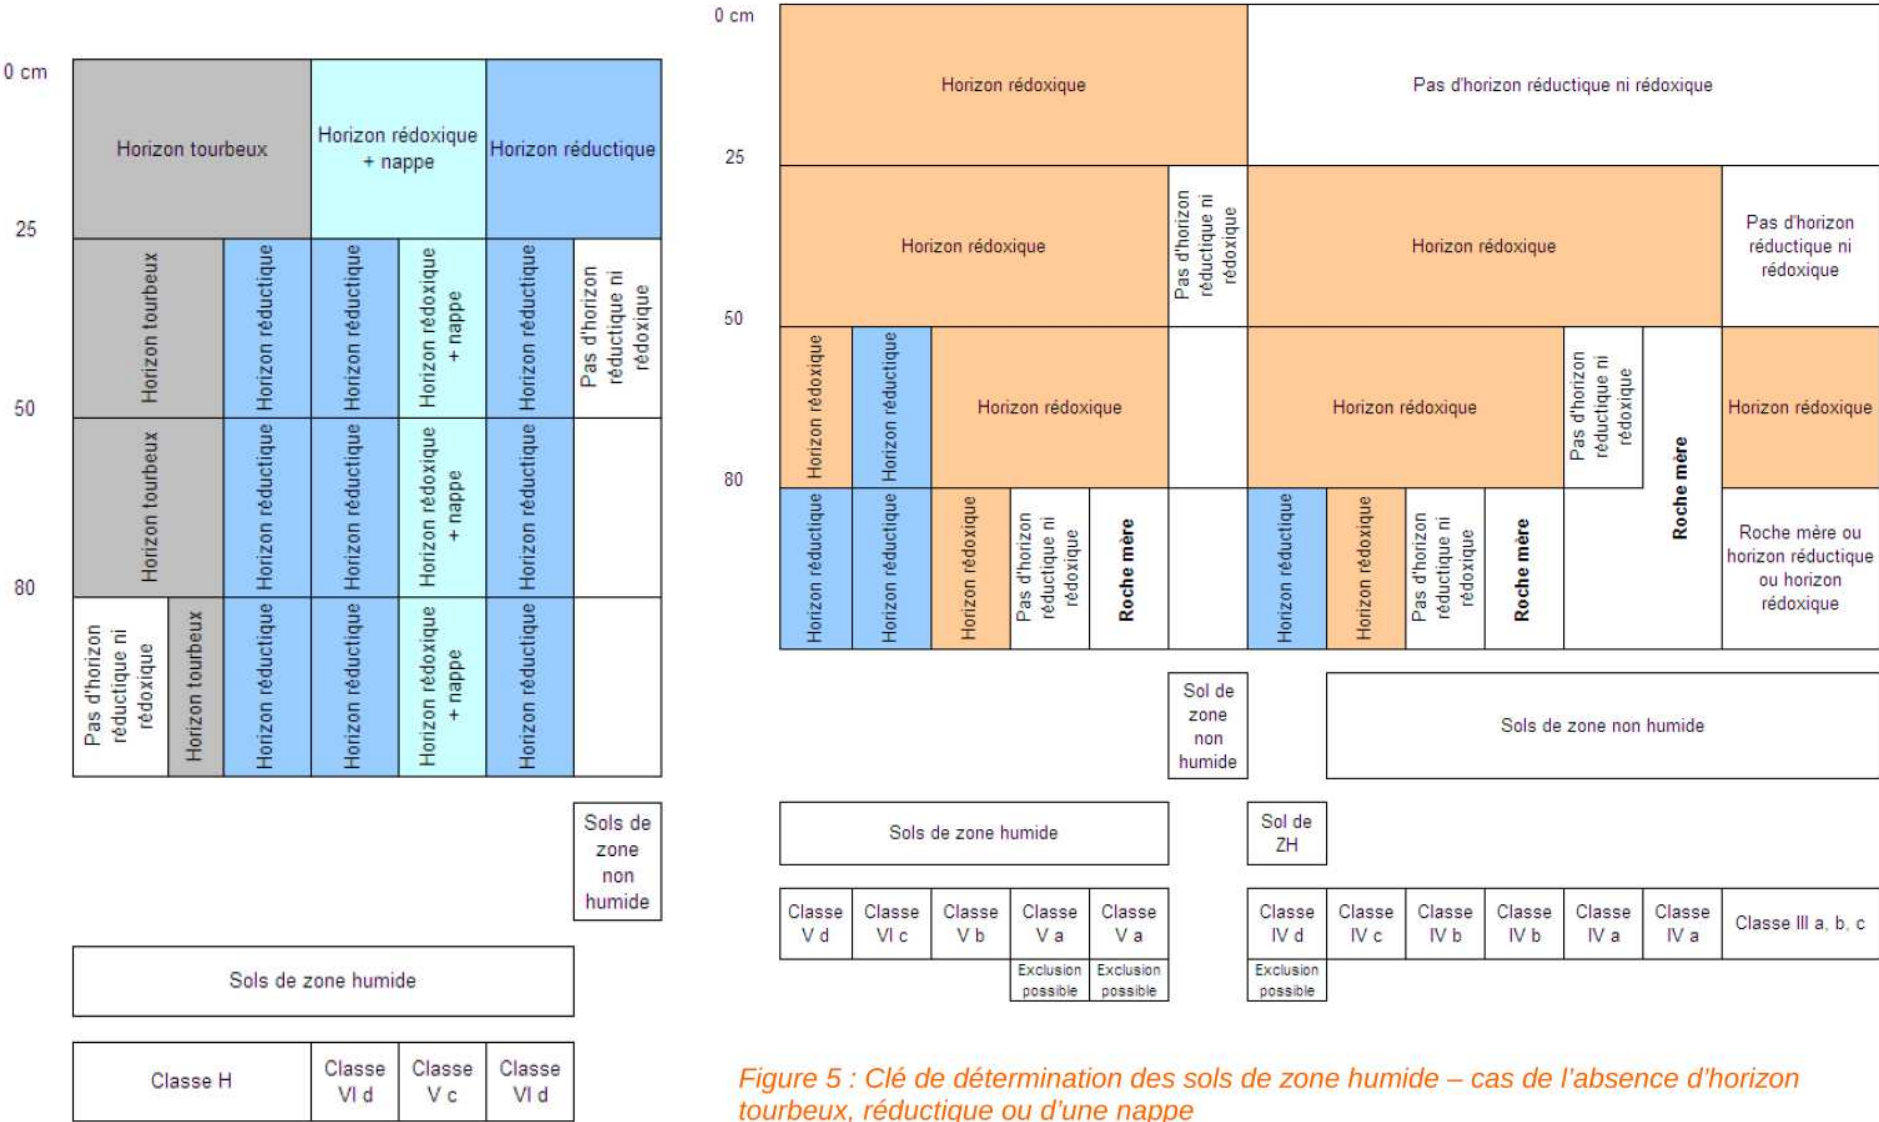 0 cm
Horizon tourbeux
Horizon rédoxique
+ nappe
Horizon réductique
25
Horizon tourbeux
Horizon réductique
Horizon réductique
Horizon rédoxique
+ nappe
Horizon réductique
Pas d'horizon
réductique ni
rédoxique
50
Horizon tourbeux
Horizon réductique
Horizon réductique
Horizon rédoxique
+ nappe
Horizon réductique
80
Pas d'horizon
réductique ni
rédoxique
Horizon tourbeux
Horizon réductique
Horizon réductique
Horizon rédoxique
+ nappe
Horizon réductique
Sols de
zone
non
humide
Sols de zone humide
Classe H
Classe
VI d
Classe
V c
Classe
VI d
0 cm
Horizon rédoxique
Pas d'horizon réductique ni rédoxique
25
Horizon rédoxique
Pas d'horizon
réductique ni
rédoxique
Horizon rédoxique
Pas d'horizon
réductique ni
rédoxique
50
Horizon rédoxique
Horizon réductique
Horizon rédoxique
Horizon rédoxique
Pas d'horizon
réductique ni
rédoxique
Roche mère
Horizon rédoxique
80
Horizon réductique
Horizon réductique
Horizon rédoxique
Pas d'horizon
réductique ni
rédoxique
Roche mère
Horizon réductique
Horizon rédoxique
Pas d'horizon
réductique ni
rédoxique
Roche mère
Roche mère ou
horizon réductique
ou horizon
rédoxique
Sol de
zone
non
humide
Sols de zone non humide
Sols de zone humide
Sol de
ZH
Classe
V d
Classe
VI c
Classe
V b
Classe
V a
Classe
V a
Classe
IV d
Classe
IV c
Classe
IV b
Classe
IV b
Classe
IV a
Classe
IV a
Classe III a, b, c
Exclusion
possible
Exclusion
possible
Exclusion
possible
Figure 5 : Clé de détermination des sols de zone humide – cas de l'absence d'horizon
tourbeux, réductique ou d'une nappe